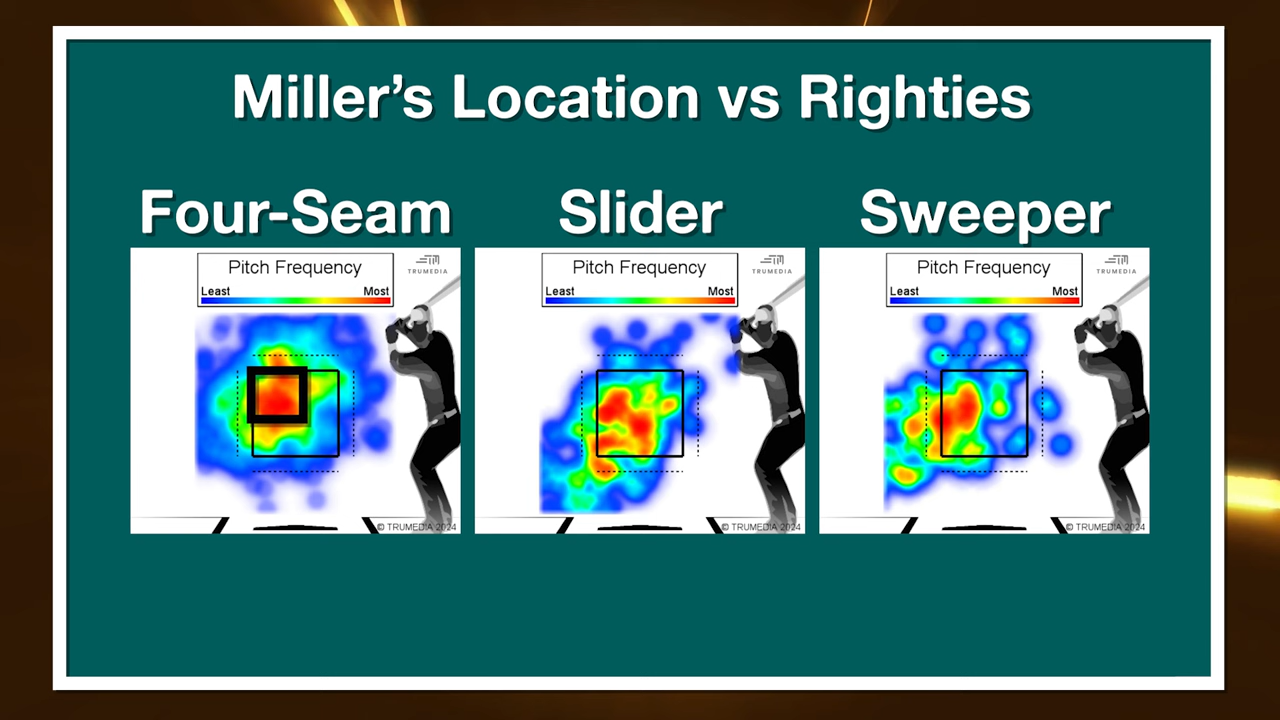 Miller's Location vs Righties
Four-Seam
Slider
Sweeper
Pitch Frequency
Least Most
TRUMEDIA
© TRUMEDIA 2024
Pitch Frequency
Least Most
TRUMEDIA
© TRUMEDIA 2024
Pitch Frequency
Least Most
TRUMEDIA
© TRUMEDIA 2024